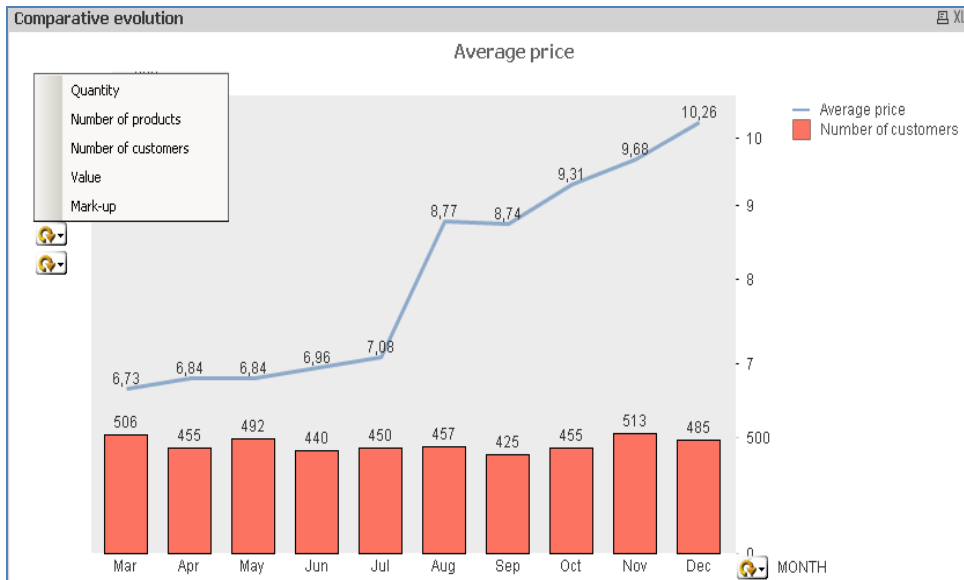 Comparative evolution
XL
Average price
Quantity
Number of products
Number of customers
Value
Mark-up
Average price
Number of customers
10,26
10
9,68
9,31
9
8,77
8,74
8
7,08
7
6,96
6,84
6,84
6,73
506
455
492
440
450
457
425
455
513
485
500
0
Mar Apr May Jun Jul Aug Sep Oct Nov Dec
MONTH